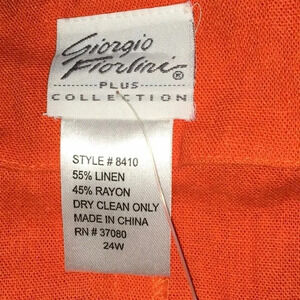 Giorgio
Fiorlini®
PLUS
COLLECTION
STYLE # 8410
55% LINEN
45% RAYON
DRY CLEAN ONLY
MADE IN CHINA
RN # 37080
24W